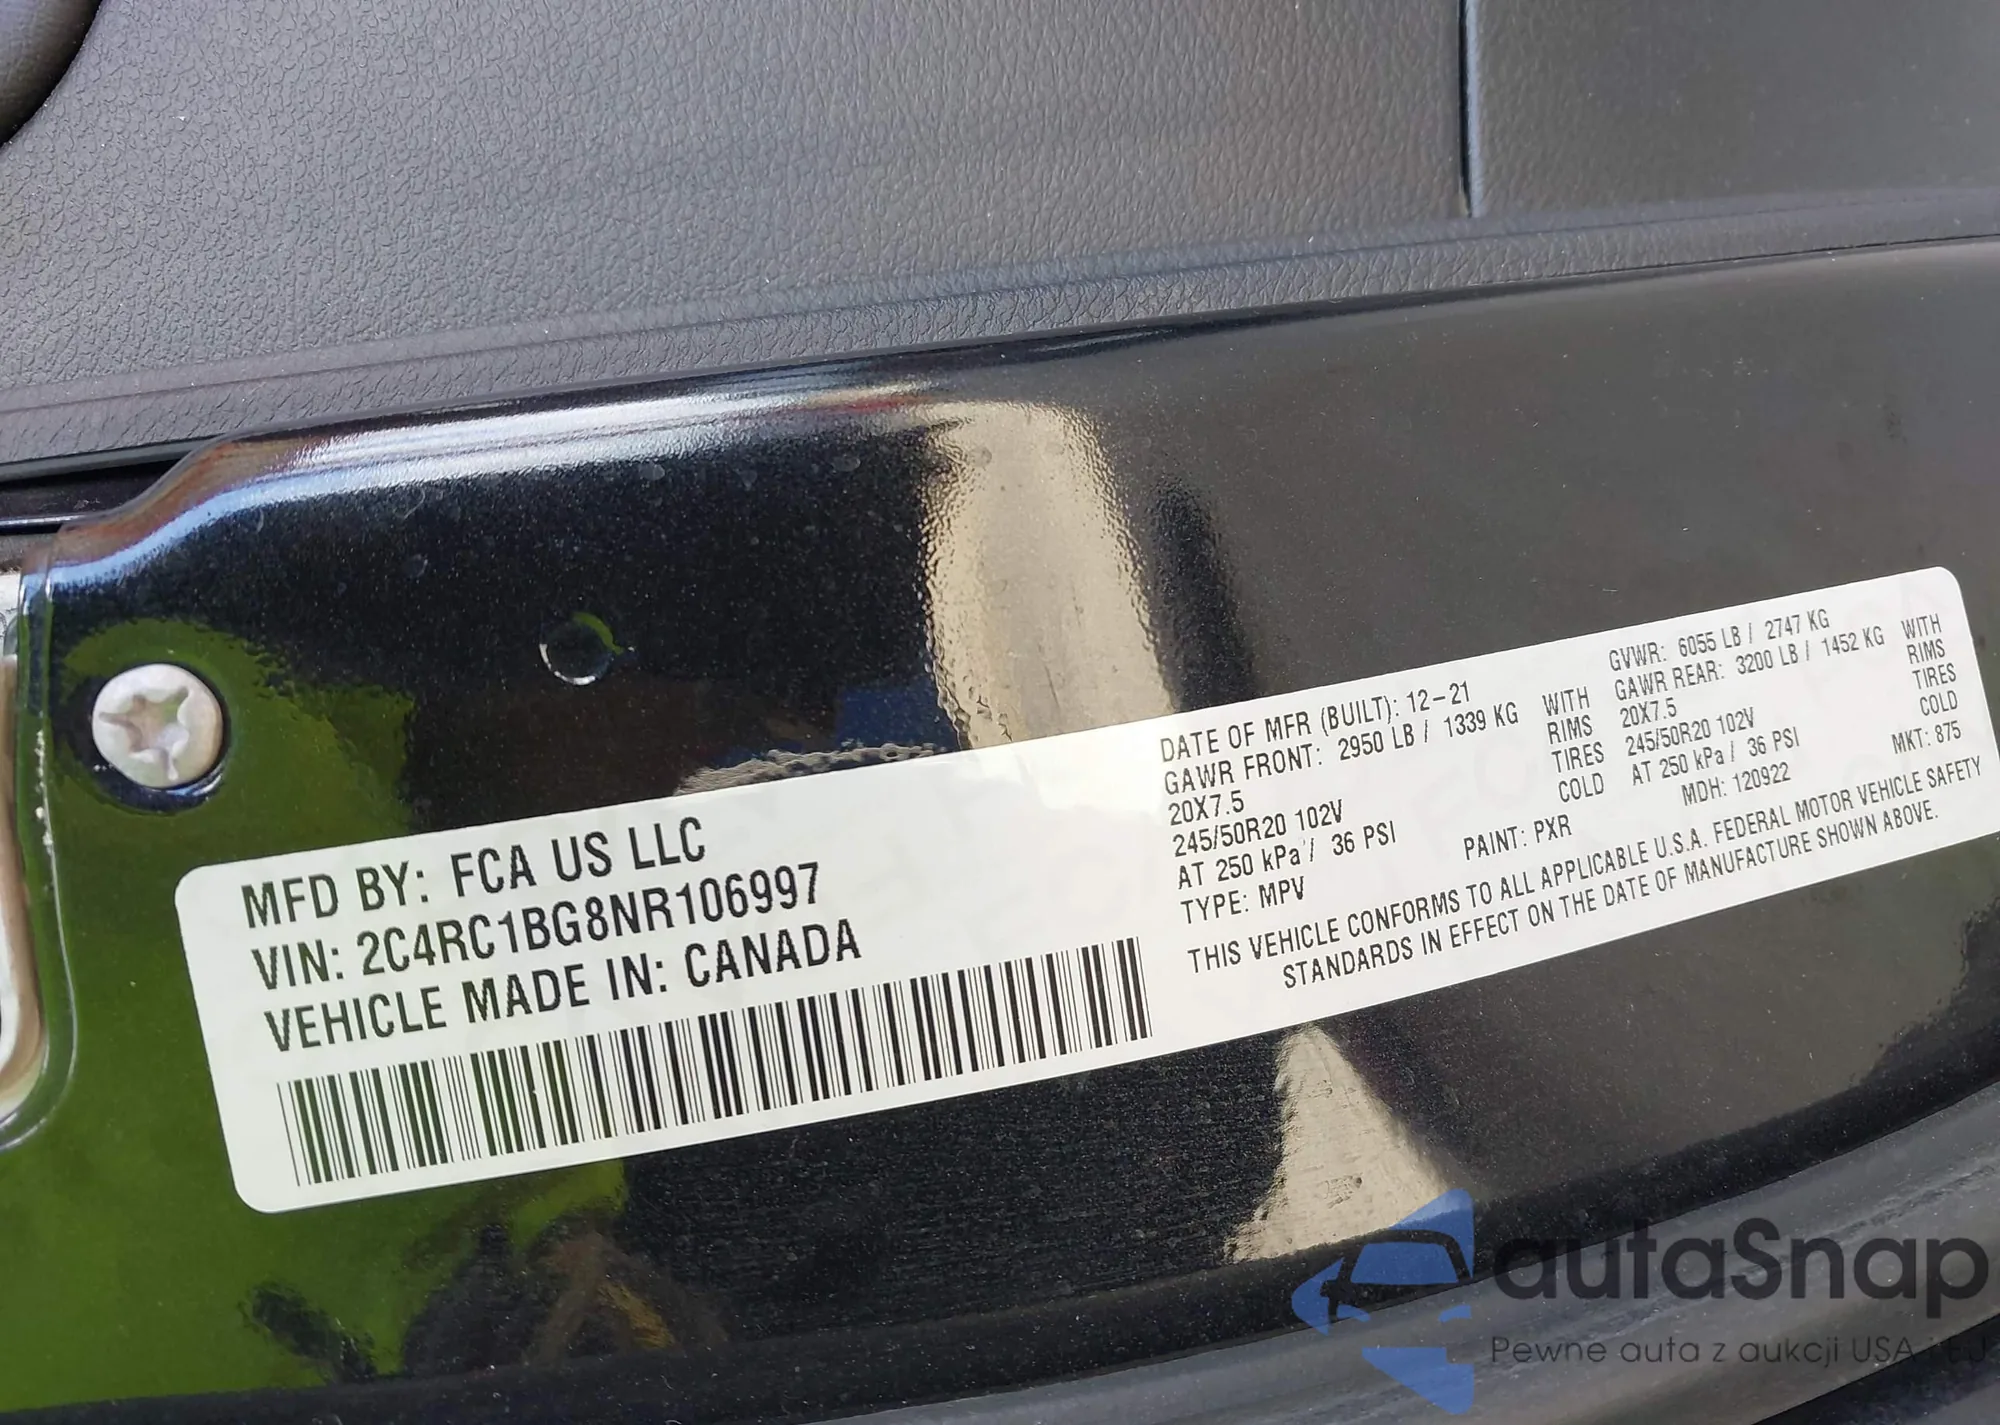 MFD BY: FCA US LLC
VIN: 2C4RC1BG8NR106997
VEHICLE MADE IN: CANADA
DATE OF MFR (BUILT): 12-21
GAWR FRONT: 2950 LB / 1339 KG WITH
20X7.5 RIMS
245/50R20 102V TIRES
AT 250 kPa / 36 PSI COLD
TYPE: MPV PAINT: PXR
GVWR: 6055 LB / 2747 KG
GAWR REAR: 3200 LB / 1452 KG WITH
20X7.5 RIMS
245/50R20 102V TIRES
AT 250 kPa / 36 PSI COLD
MDH: 120922 MKT: 875
THIS VEHICLE CONFORMS TO ALL APPLICABLE U.S.A. FEDERAL MOTOR VEHICLE SAFETY
STANDARDS IN EFFECT ON THE DATE OF MANUFACTURE SHOWN ABOVE.
autaSnap
Pewne auta z aukcji USA i EJ